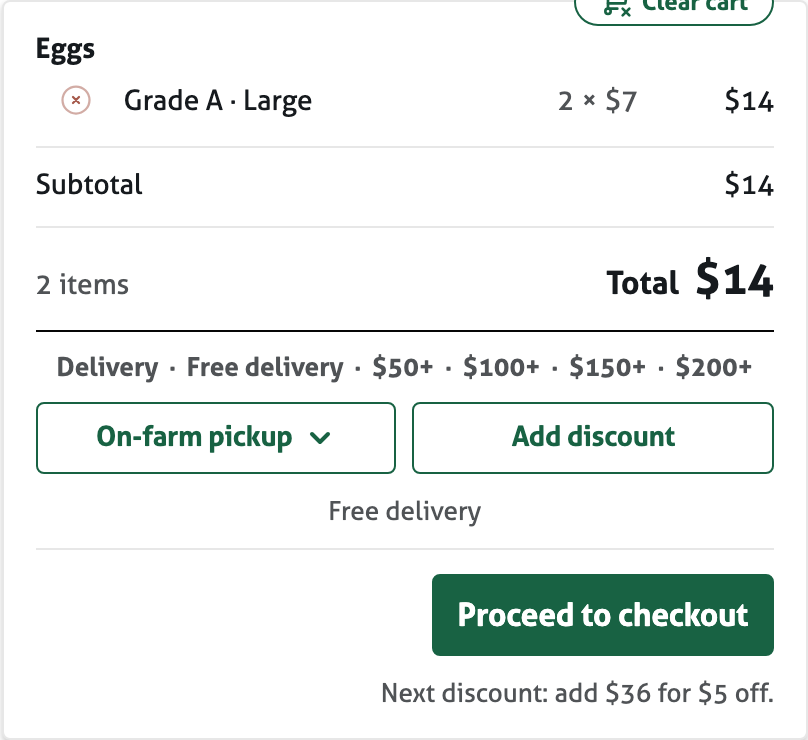 Clear cart
Eggs
Grade A · Large 2 × $7 $14
Subtotal $14
2 items Total $14
Delivery · Free delivery · $50+ · $100+ · $150+ · $200+
On-farm pickup Add discount
Free delivery
Proceed to checkout
Next discount: add $36 for $5 off.